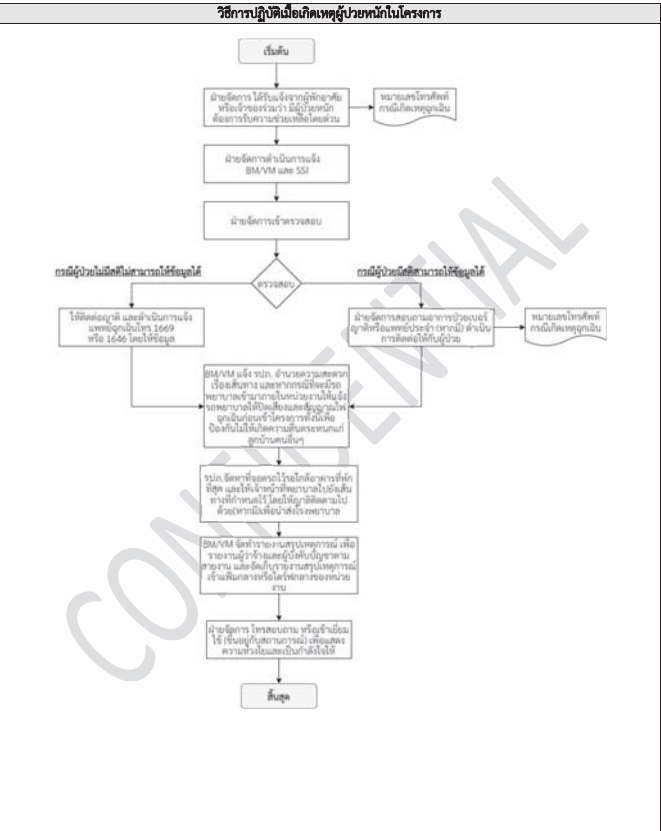 วิธีการปฏิบัติเมื่อเกิดเหตุผู้ป่วยหนักในโครงการ
เริ่มต้น
ฝ่ายจัดการ ได้รับแจ้งจากผู้พักอาศัย
หรือเจ้าของร่วมว่า มีผู้ป่วยหนัก
ต้องการรับความช่วยเหลือโดยด่วน
หมายเลขโทรศัพท์
กรณีเกิดเหตุฉุกเฉิน
ฝ่ายจัดการดำเนินการแจ้ง
BM/VM และ SSI
ฝ่ายจัดการเข้าตรวจสอบ
กรณีผู้ป่วยไม่มีสติไม่สามารถให้ข้อมูลได้
กรณีผู้ป่วยมีสติสามารถให้ข้อมูลได้
ตรวจสอบ
ให้ติดต่อญาติ และดำเนินการแจ้ง
แพทย์ฉุกเฉินโทร.1669
หรือ 1646 โดยให้ข้อมูล
ฝ่ายจัดการสอบถามอาการป่วยเบอร์
ญาติหรือแพทย์ประจำ (หากมี) ดำเนิน
การติดต่อให้กับผู้ป่วย
หมายเลขโทรศัพท์
กรณีเกิดเหตุฉุกเฉิน
BM/VM แจ้ง รปภ. อำนวยความสะดวก
เรื่องเส้นทาง และหากกรณีที่จะมีรถ
พยาบาลเข้ามาภายในหน่วยงานให้แจ้ง
รถพยาบาลให้ปิดเสียงและสัญญาณไฟ
ฉุกเฉินก่อนเข้าโครงการทั้งนี้เพื่อ
ป้องกันไม่ให้เกิดความตื่นตระหนกแก่
ลูกบ้านคนอื่นๆ
รปภ.จัดหาที่จอดรถไว้รอใกล้อาคารที่พัก
ที่สุด และให้เจ้าหน้าที่พยาบาลไปยังเส้น
ทางที่กำหนดไว้ โดยให้ญาติติดตามไป
ด้วย(หากมี)เพื่อนำส่งโรงพยาบาล
BM/VM จัดทำรายงานสรุปเหตุการณ์ เพื่อ
รายงานผู้ว่าจ้างและผู้บังคับบัญชาตาม
สายงาน และจัดเก็บรายงานสรุปเหตุการณ์
เข้าแฟ้มกลางหรือไดร์ฟกลางของหน่วย
งาน
ฝ่ายจัดการ โทรสอบถาม หรือเข้าเยี่ยม
ไข้ (ขึ้นอยู่กับสถานการณ์) เพื่อแสดง
ความห่วงใยและเป็นกำลังใจให้
สิ้นสุด
CONFIDENTIAL